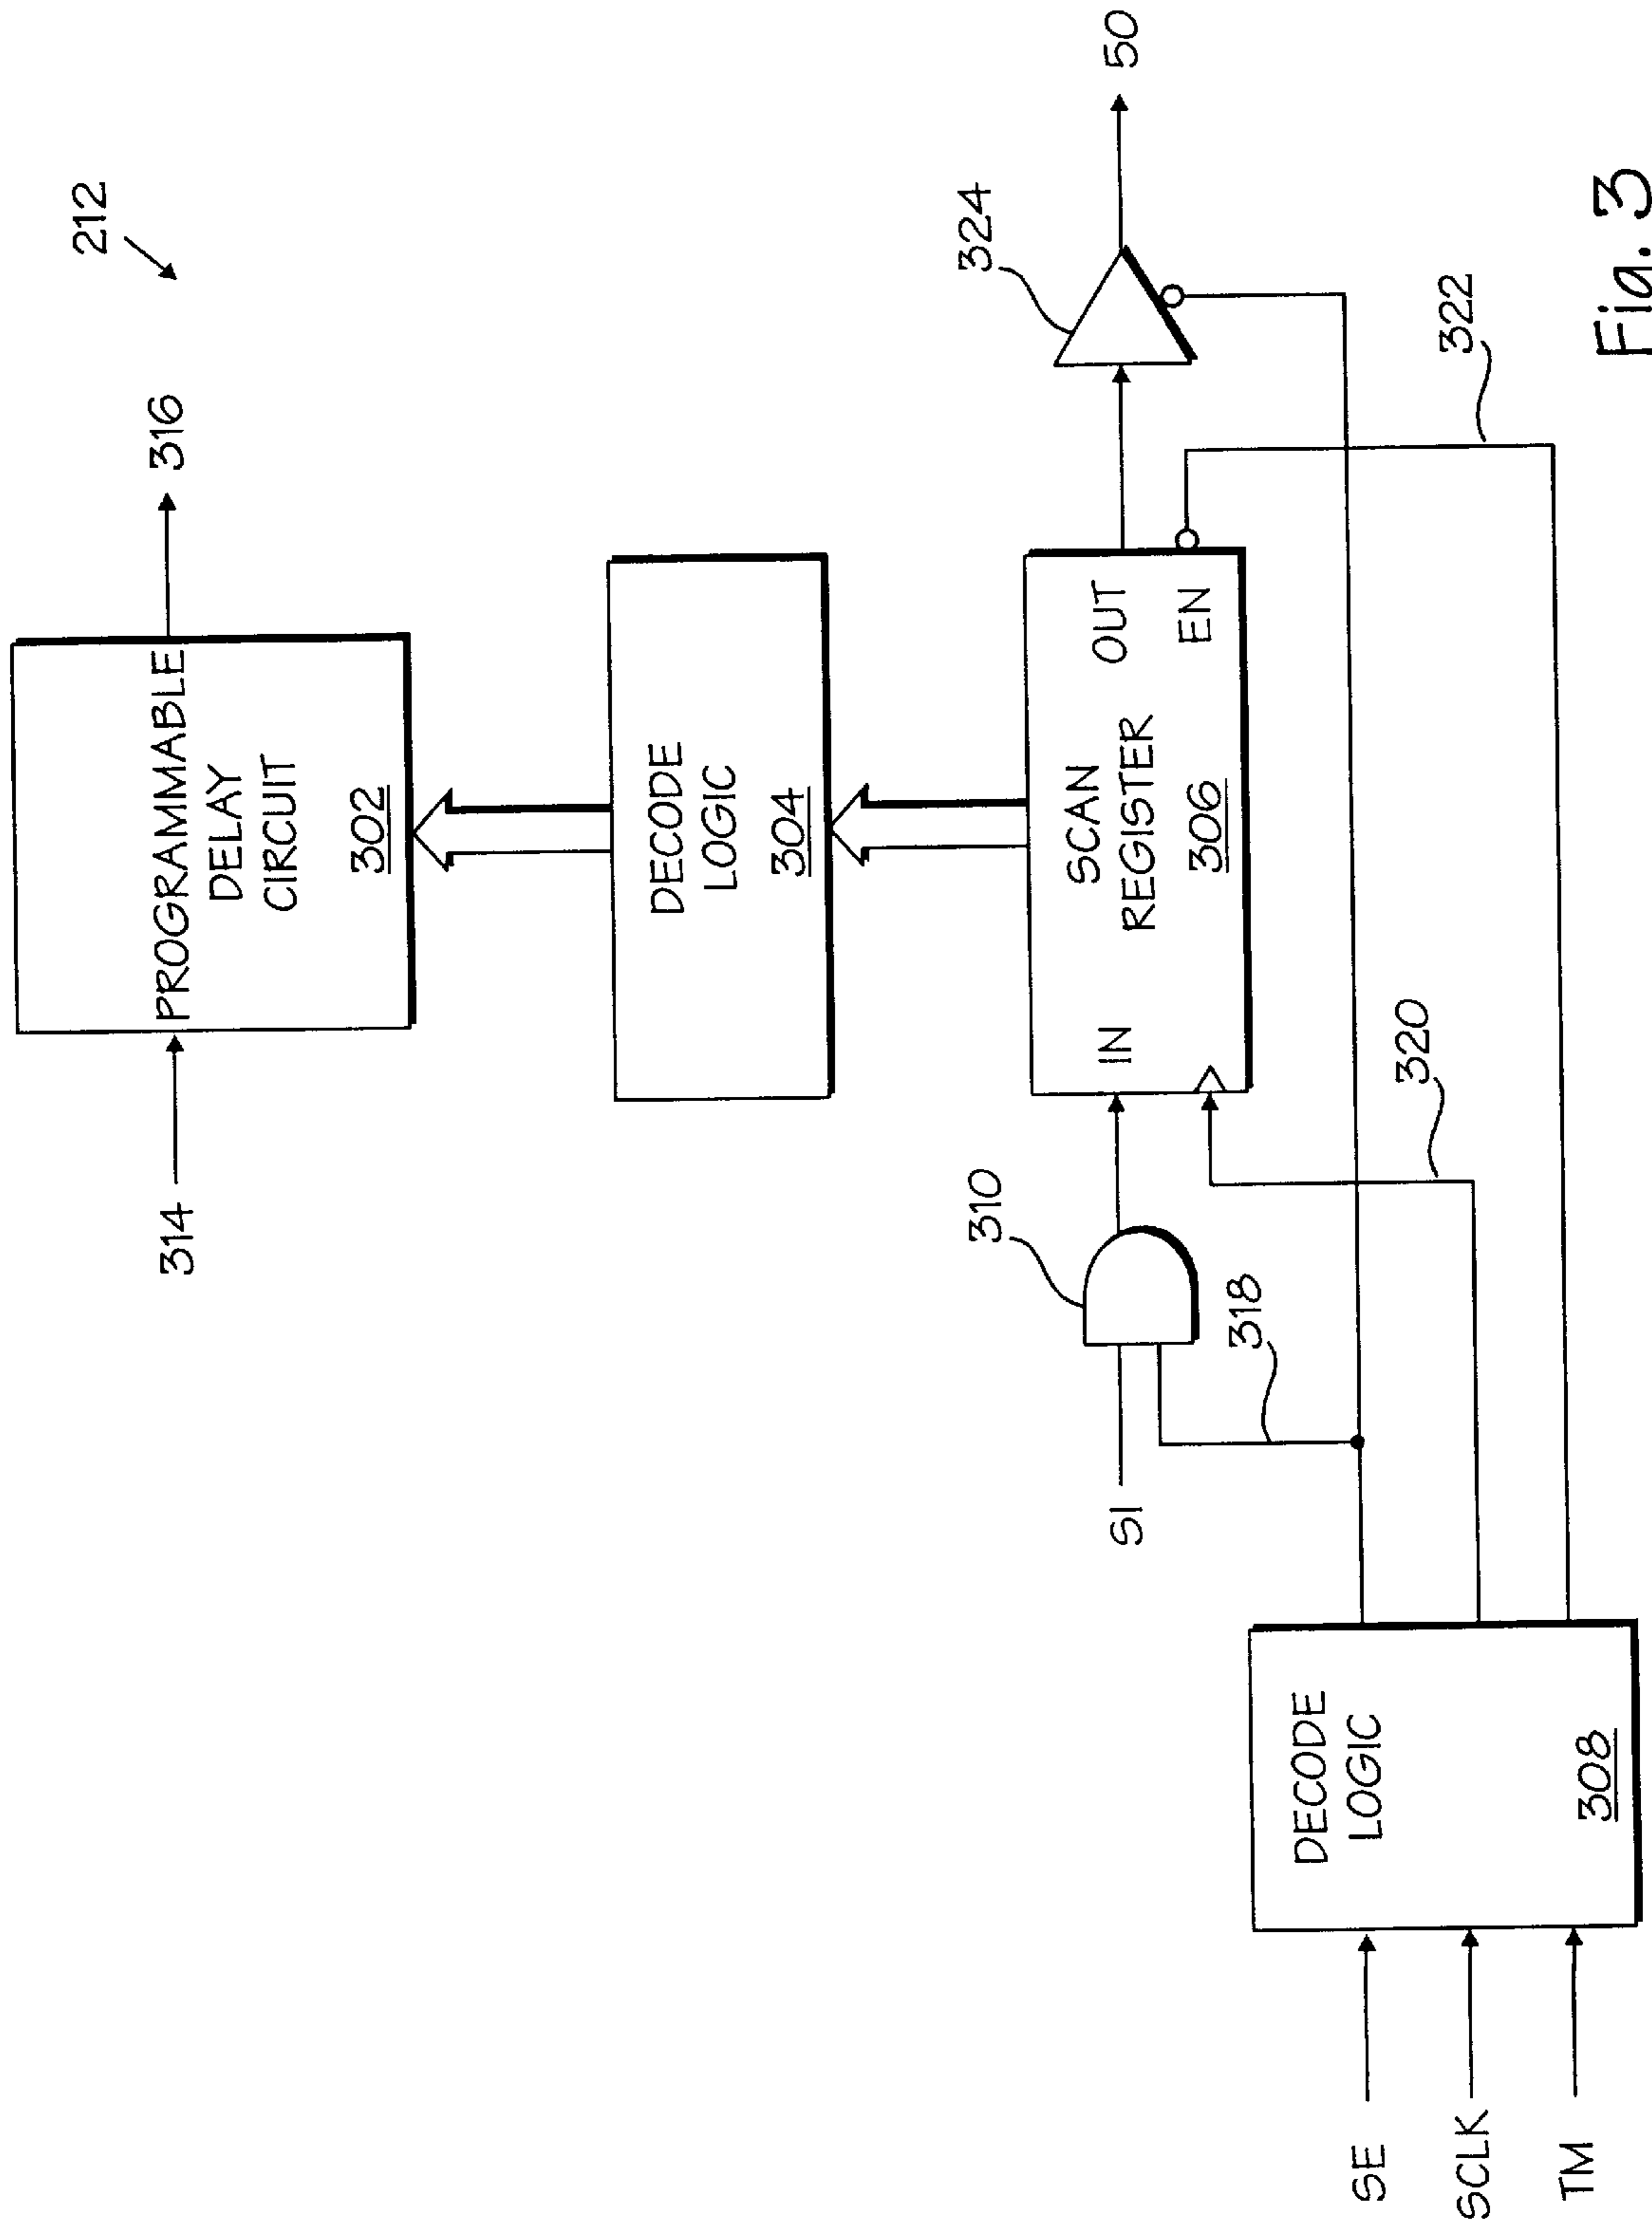 212
314
PROGRAMMABLE
DELAY
CIRCUIT
302
316
DECODE
LOGIC
304
310
SI
318
IN
SCAN
REGISTER
306
OUT
EN
324
50
320
322
SE
SCLK
TM
DECODE
LOGIC
308
Fig. 3